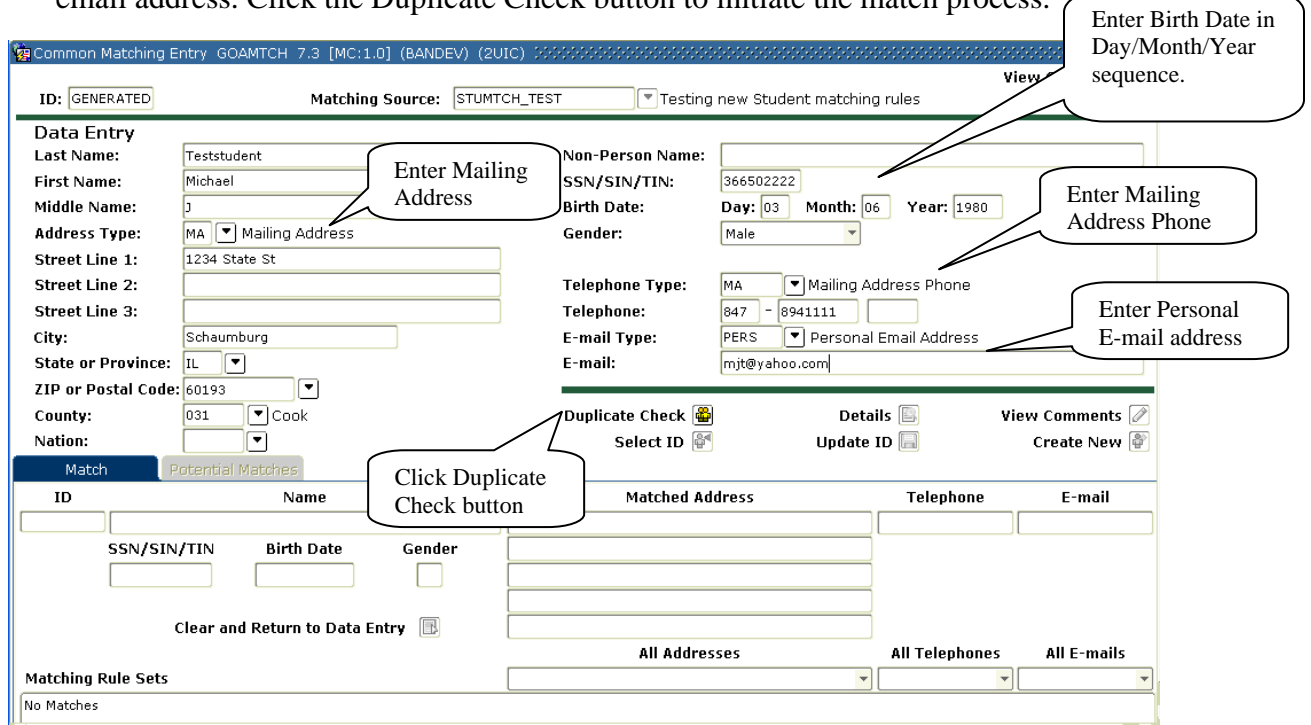 email address. Click the Duplicate Check button to initiate the match process.
Enter Birth Date in
Day/Month/Year
sequence.
Common Matching Entry GOAMTCH 7.3 [MC:1.0] (BANDEV) (2UIC)
ID: GENERATED Matching Source: STUMTCH_TEST Testing new Student matching rules
Data Entry
Last Name: Teststudent Non-Person Name:
First Name: Michael SSN/SIN/TIN: 366502222
Middle Name: J Birth Date: Day: 03 Month: 06 Year: 1980
Address Type: MA Mailing Address Gender: Male
Street Line 1: 1234 State St
Street Line 2: Telephone Type: MA Mailing Address Phone
Street Line 3: Telephone: 847 - 8941111
City: Schaumburg E-mail Type: PERS Personal Email Address
State or Province: IL E-mail: mjt@yahoo.com
ZIP or Postal Code: 60193
County: 031 Cook Duplicate Check Details View Comments
Nation: Select ID Update ID Create New
Enter Mailing
Address
Enter Mailing
Address Phone
Enter Personal
E-mail address
Click Duplicate
Check button
Match Potential Matches
ID Name Matched Address Telephone E-mail
SSN/SIN/TIN Birth Date Gender
Clear and Return to Data Entry
All Addresses All Telephones All E-mails
Matching Rule Sets
No Matches